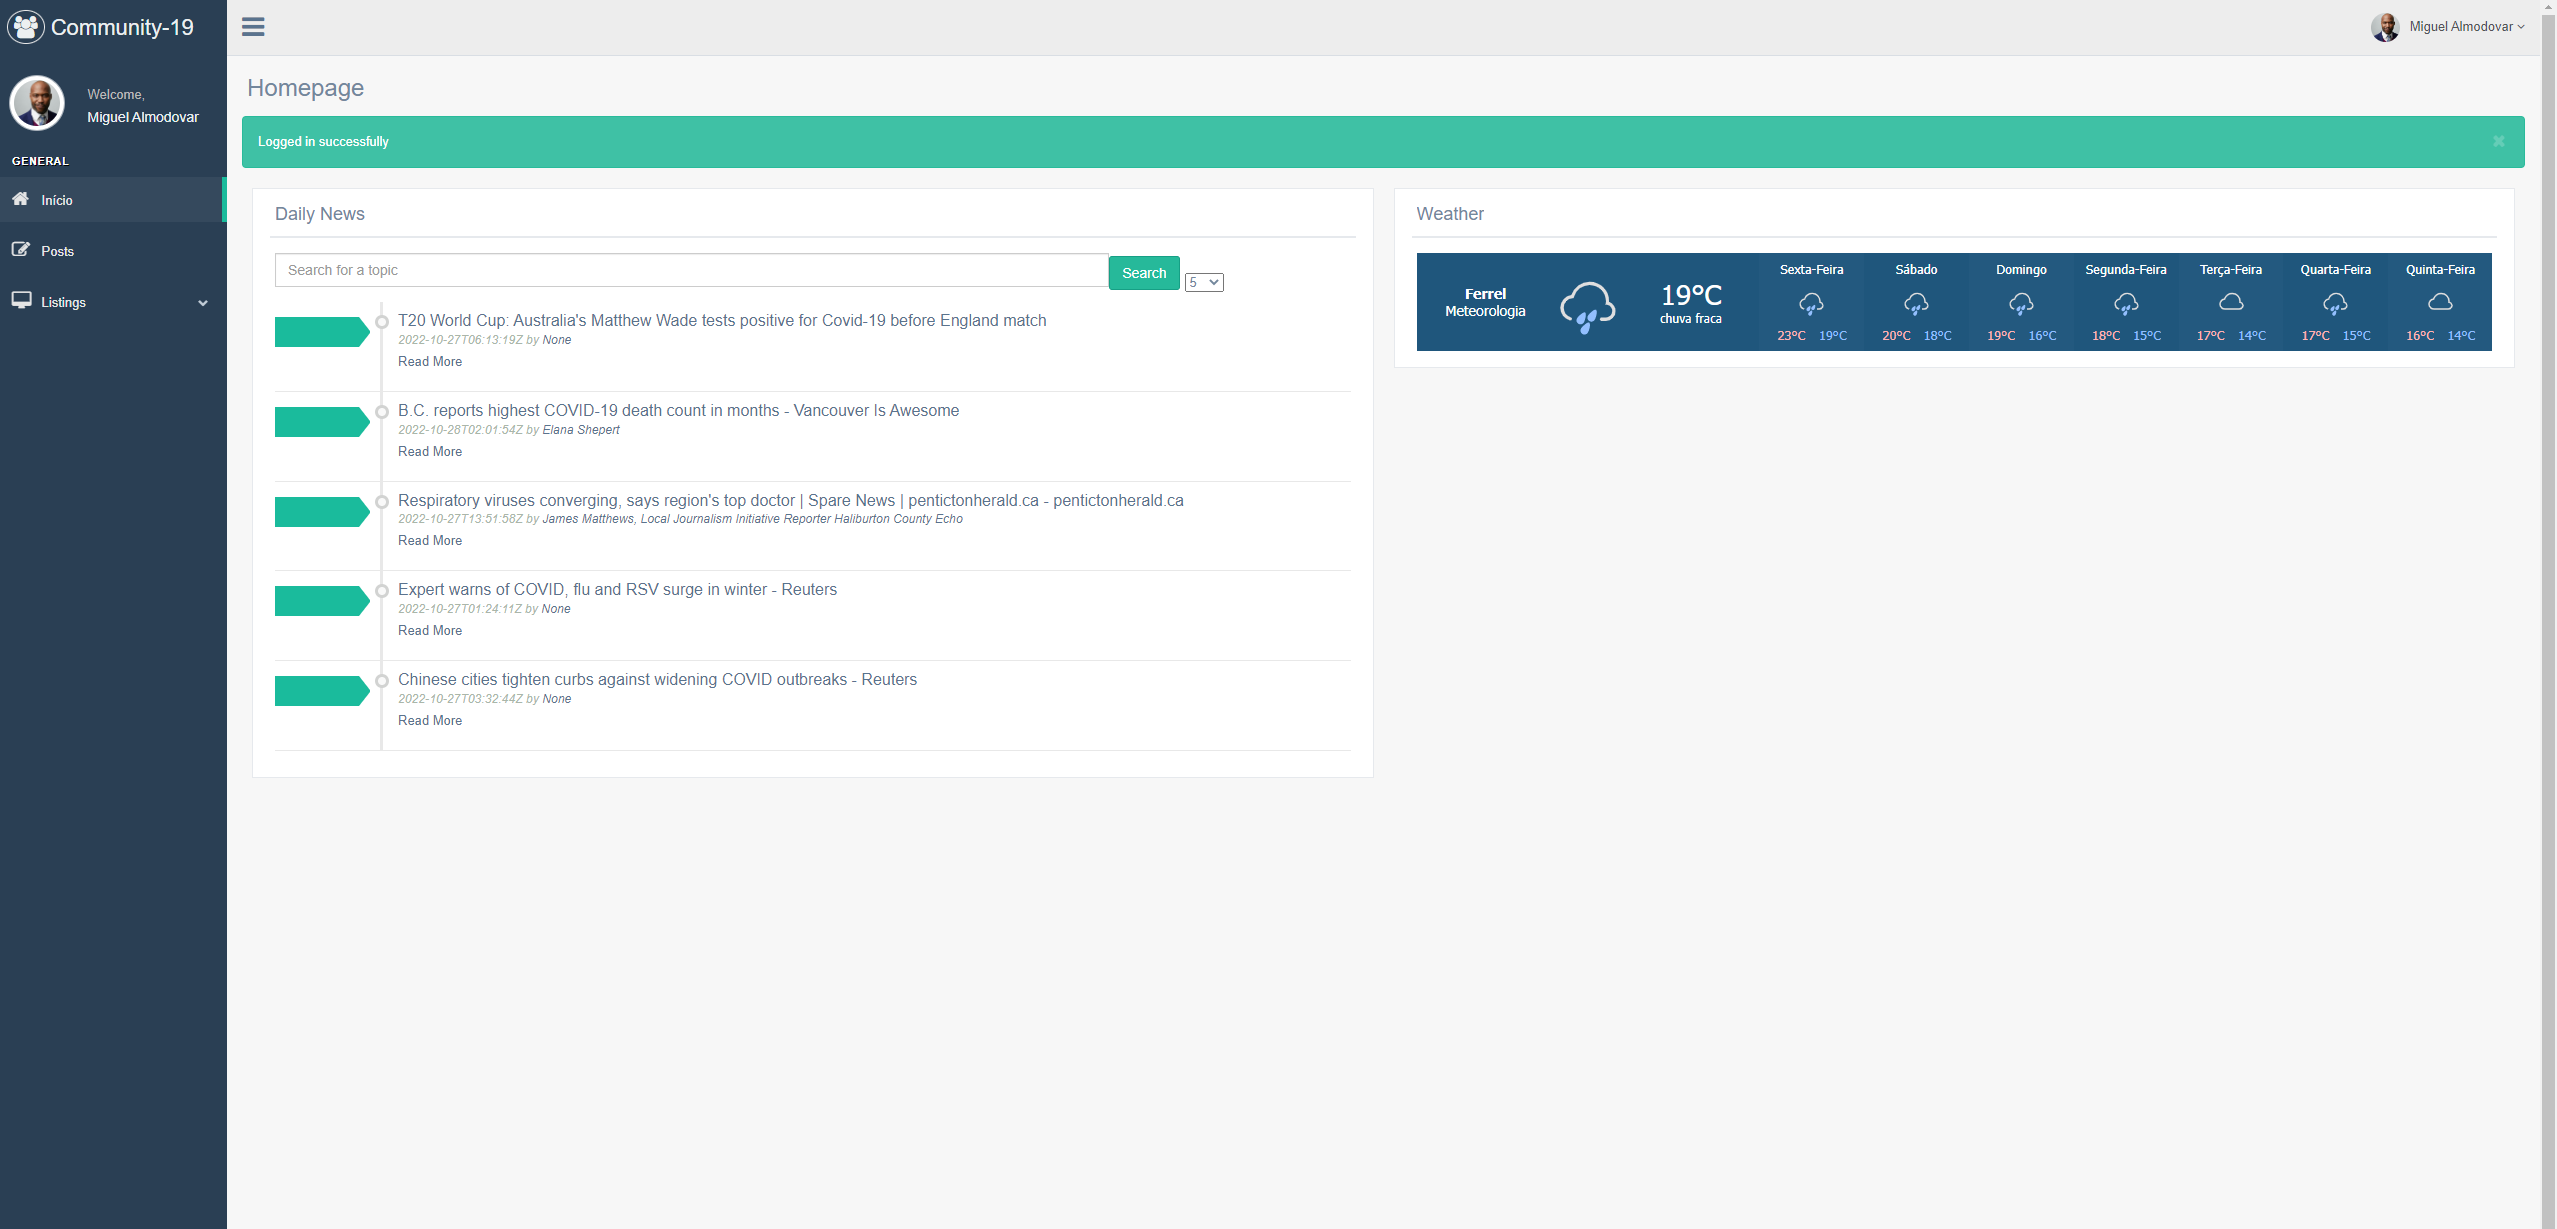 Community-19
Miguel Almodovar
Welcome,
Miguel Almodovar
GENERAL
Início
Posts
Listings
Homepage
Logged in successfully
Daily News
Search for a topic
Search
5
T20 World Cup: Australia's Matthew Wade tests positive for Covid-19 before England match
2022-10-27T06:13:19Z by None
Read More
B.C. reports highest COVID-19 death count in months - Vancouver Is Awesome
2022-10-28T02:01:54Z by Elana Shepert
Read More
Respiratory viruses converging, says region's top doctor | Spare News | pentictonherald.ca - pentictonherald.ca
2022-10-27T13:51:58Z by James Matthews, Local Journalism Initiative Reporter Haliburton County Echo
Read More
Expert warns of COVID, flu and RSV surge in winter - Reuters
2022-10-27T01:24:11Z by None
Read More
Chinese cities tighten curbs against widening COVID outbreaks - Reuters
2022-10-27T03:32:44Z by None
Read More
Weather
Ferrel
Meteorologia
19°C
chuva fraca
Sexta-Feira
23°C 19°C
Sábado
20°C 18°C
Domingo
19°C 16°C
Segunda-Feira
18°C 15°C
Terça-Feira
17°C 14°C
Quarta-Feira
17°C 15°C
Quinta-Feira
16°C 14°C